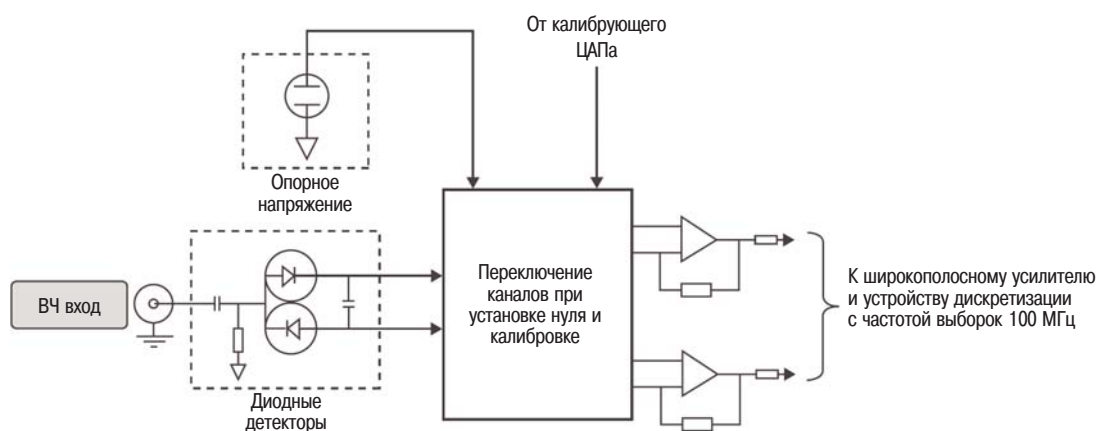 От калибрующего
ЦАПа
Опорное
напряжение
ВЧ вход
Переключение
каналов при
установке нуля и
калибровке
К широкополосному усилителю
и устройству дискретизации
с частотой выборок 100 МГц
Диодные
детекторы